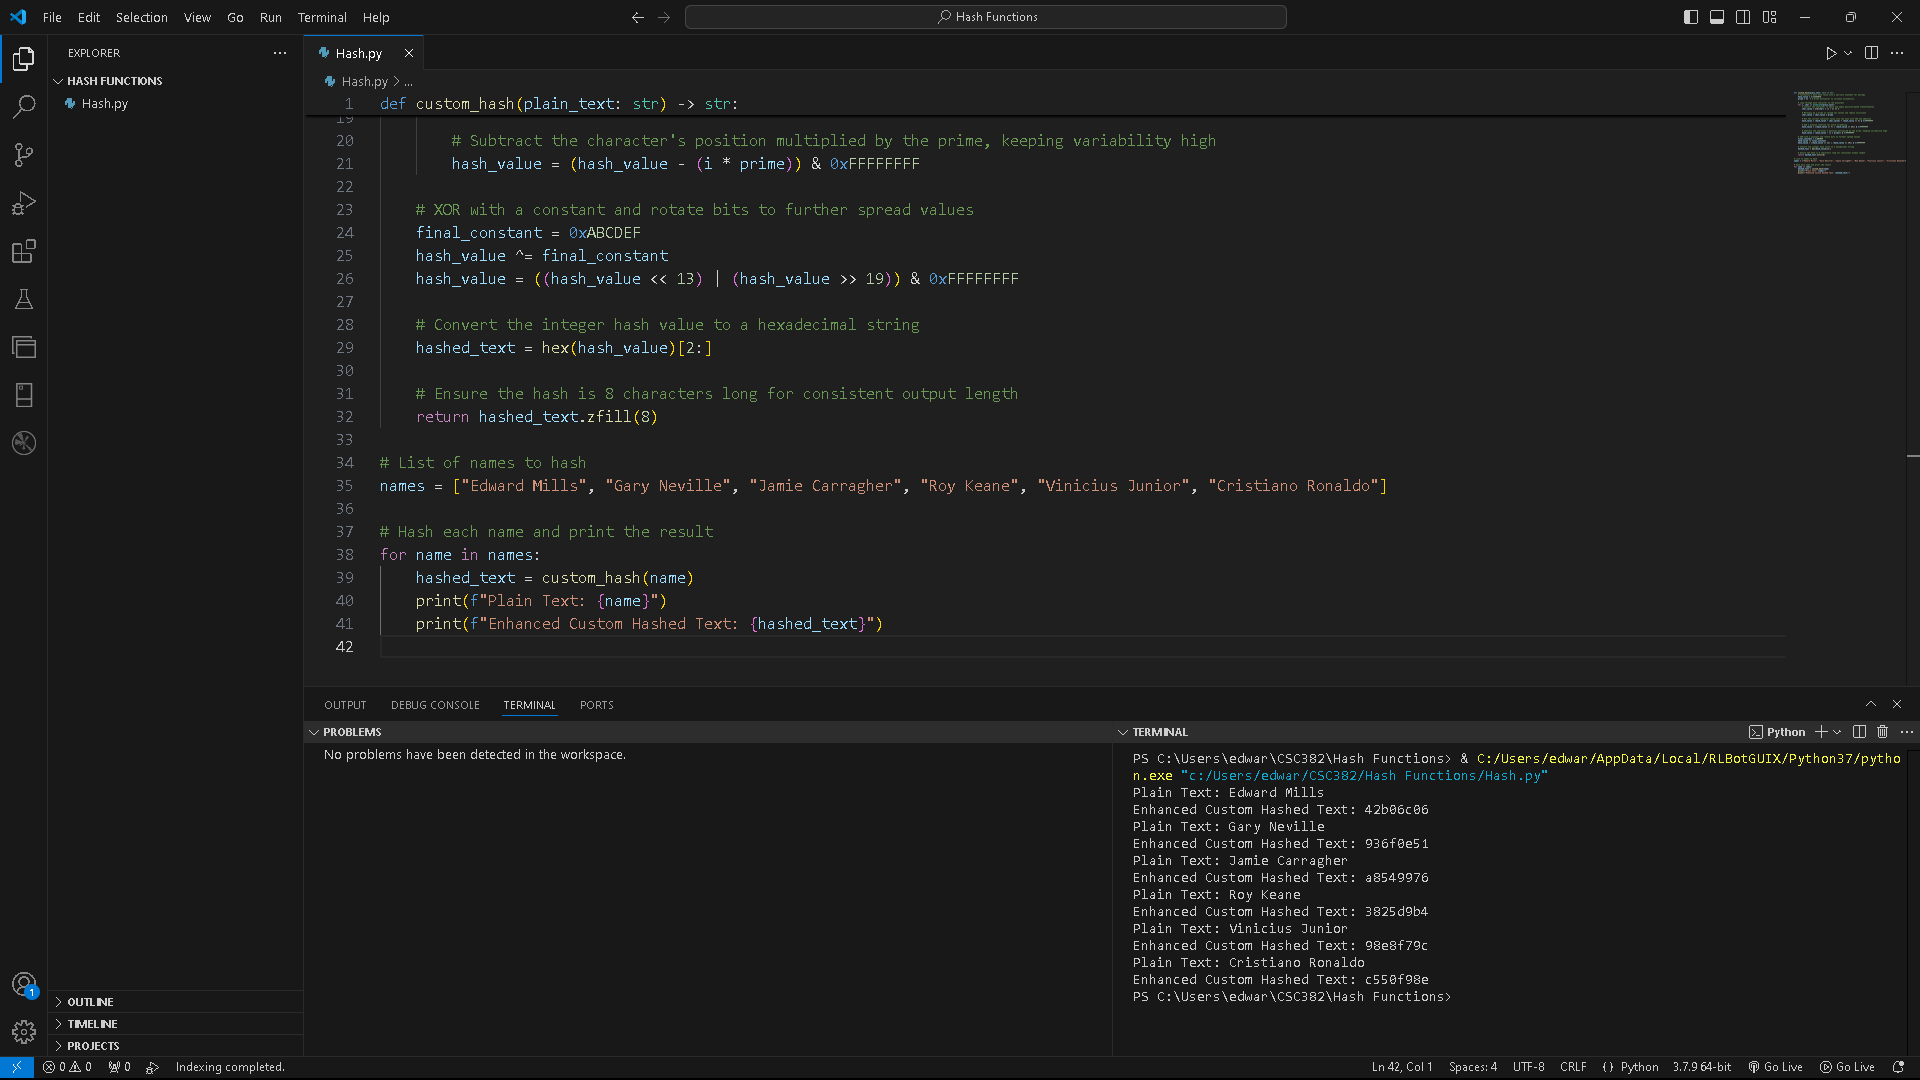 File Edit Selection View Go Run Terminal Help
Hash Functions
EXPLORER
HASH FUNCTIONS
Hash.py
Hash.py
Hash.py > ...
1 def custom_hash(plain_text: str) -> str:
19
20 # Subtract the character's position multiplied by the prime, keeping variability high
21 hash_value = (hash_value - (i * prime)) & 0xFFFFFFFF
22
23 # XOR with a constant and rotate bits to further spread values
24 final_constant = 0xABCDEF
25 hash_value ^= final_constant
26 hash_value = ((hash_value << 13) | (hash_value >> 19)) & 0xFFFFFFFF
27
28 # Convert the integer hash value to a hexadecimal string
29 hashed_text = hex(hash_value)[2:]
30
31 # Ensure the hash is 8 characters long for consistent output length
32 return hashed_text.zfill(8)
33
34 # List of names to hash
35 names = ["Edward Mills", "Gary Neville", "Jamie Carragher", "Roy Keane", "Vinicius Junior", "Cristiano Ronaldo"]
36
37 # Hash each name and print the result
38 for name in names:
39 hashed_text = custom_hash(name)
40 print(f"Plain Text: {name}")
41 print(f"Enhanced Custom Hashed Text: {hashed_text}")
42
OUTPUT DEBUG CONSOLE TERMINAL PORTS
PROBLEMS
No problems have been detected in the workspace.
TERMINAL
Python
PS C:\Users\edwar\CSC382\Hash Functions> & C:/Users/edwar/AppData/Local/RLBotGUIX/Python37/pytho
n.exe "c:/Users/edwar/CSC382/Hash Functions/Hash.py"
Plain Text: Edward Mills
Enhanced Custom Hashed Text: 42b06c06
Plain Text: Gary Neville
Enhanced Custom Hashed Text: 936f0e51
Plain Text: Jamie Carragher
Enhanced Custom Hashed Text: a8549976
Plain Text: Roy Keane
Enhanced Custom Hashed Text: 3825d9b4
Plain Text: Vinicius Junior
Enhanced Custom Hashed Text: 98e8f79c
Plain Text: Cristiano Ronaldo
Enhanced Custom Hashed Text: c550f98e
PS C:\Users\edwar\CSC382\Hash Functions>
1
OUTLINE
TIMELINE
PROJECTS
0 0 0 Indexing completed.
Ln 42, Col 1 Spaces: 4 UTF-8 CRLF {} Python 3.7.9 64-bit Go Live Go Live